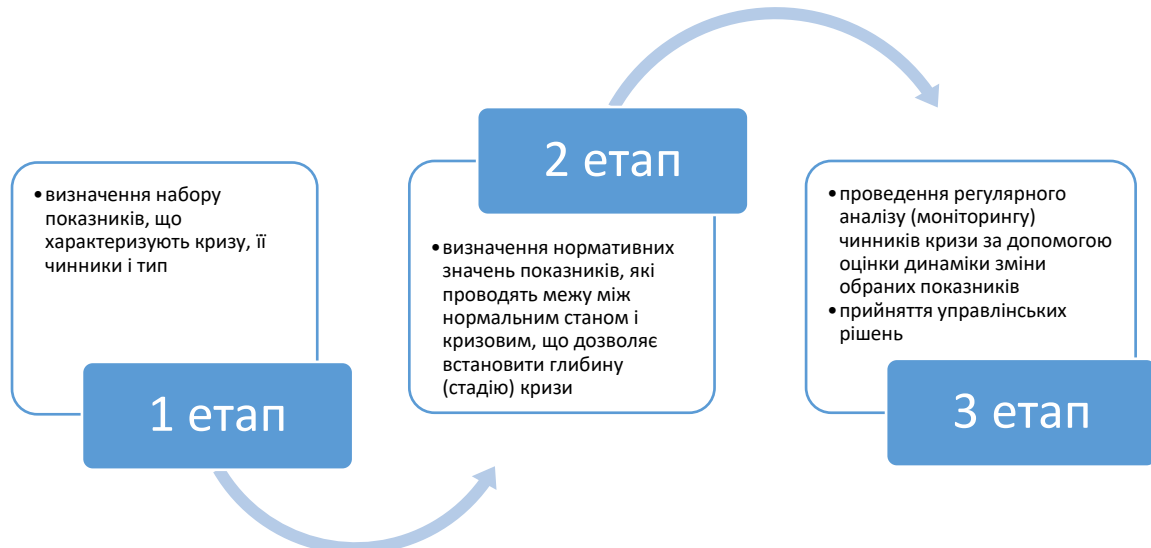 •визначення набору
показників, що
характеризують кризу, її
чинники і тип
1 етап
2 етап
•визначення нормативних
значень показників, які
проводять межу між
нормальним станом і
кризовим, що дозволяє
встановити глибину
(стадію) кризи
•проведення регулярного
аналізу (моніторингу)
чинників кризи за допомогою
оцінки динаміки зміни
обраних показників
•прийняття управлінських
рішень
3 етап